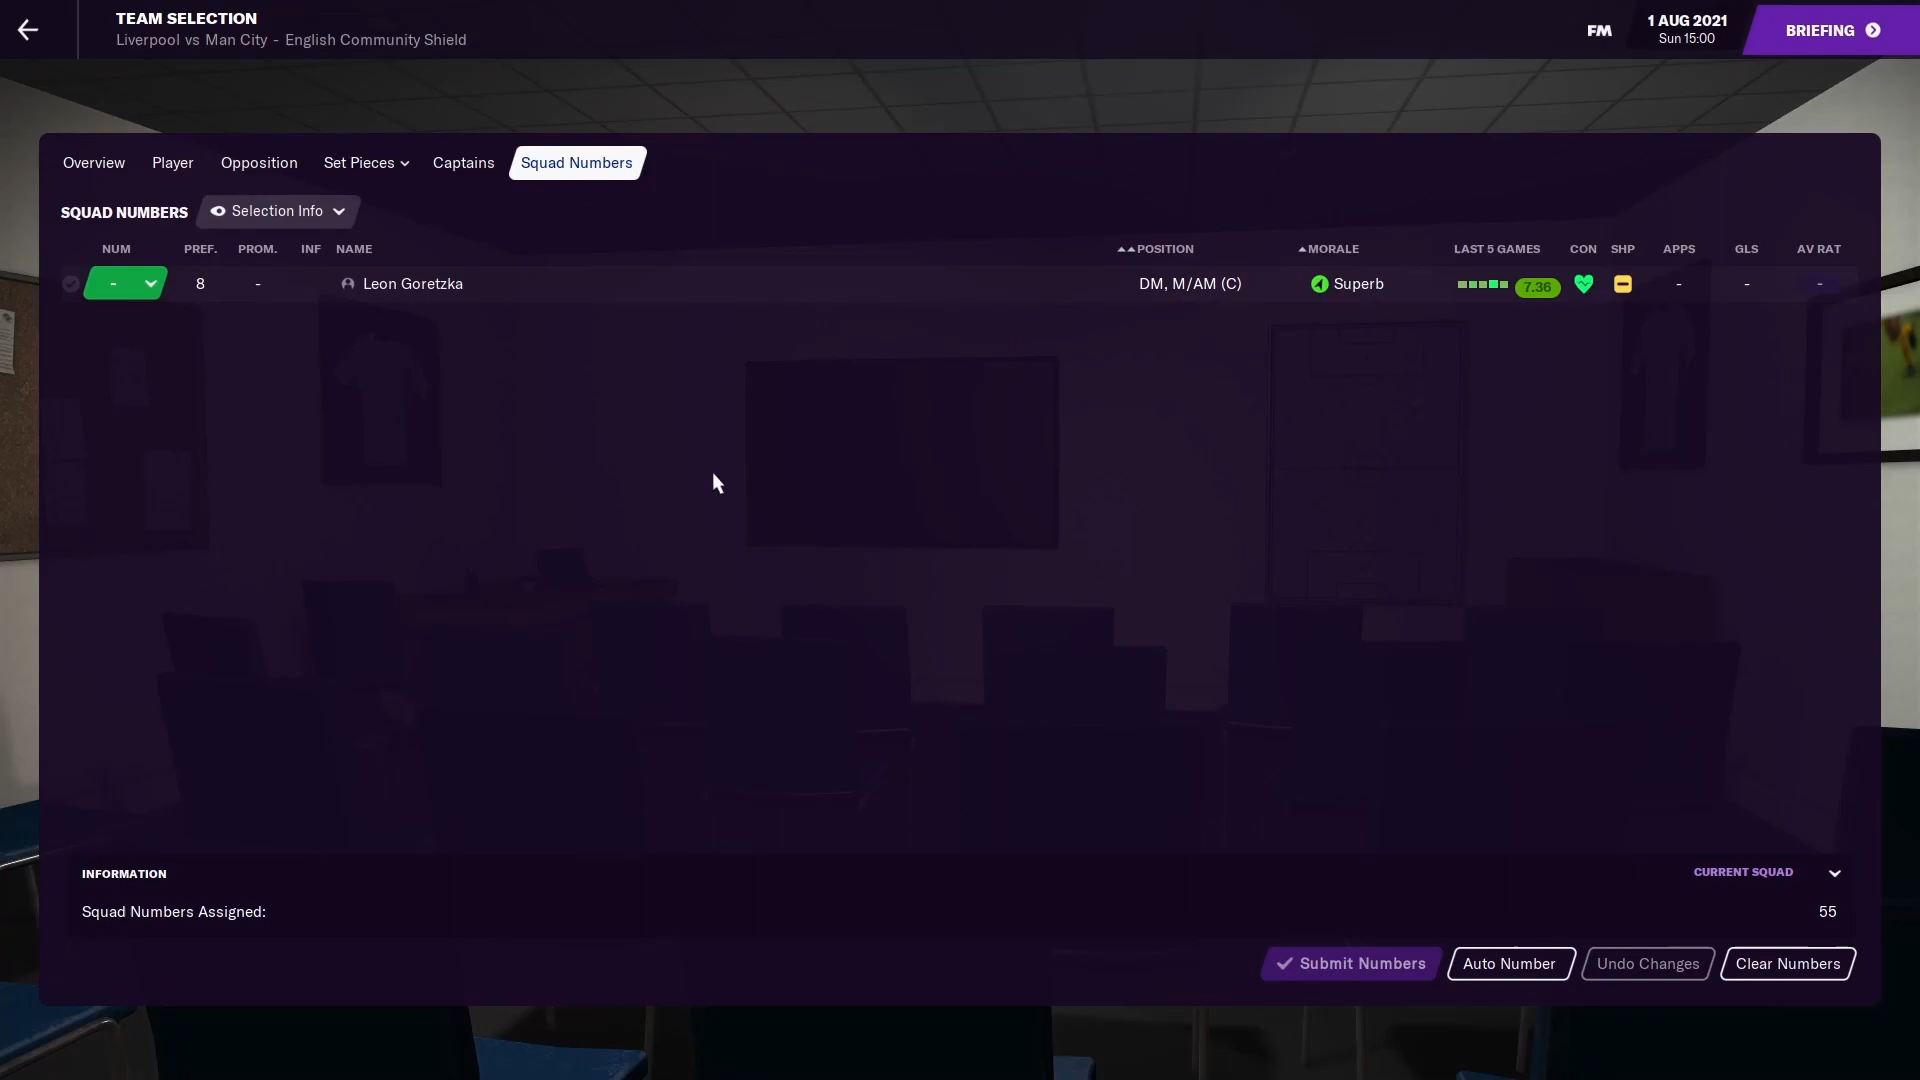 TEAM SELECTION
Liverpool vs Man City - English Community Shield
FM
1 AUG 2021
Sun 15:00
BRIEFING
Overview Player Opposition Set Pieces Captains Squad Numbers
SQUAD NUMBERS Selection Info
NUM PREF. PROM. INF NAME POSITION MORALE LAST 5 GAMES CON SHP APPS GLS AV RAT
- 8 - Leon Goretzka DM, M/AM (C) Superb 7.36 - - -
INFORMATION CURRENT SQUAD
Squad Numbers Assigned: 55
Submit Numbers Auto Number Undo Changes Clear Numbers